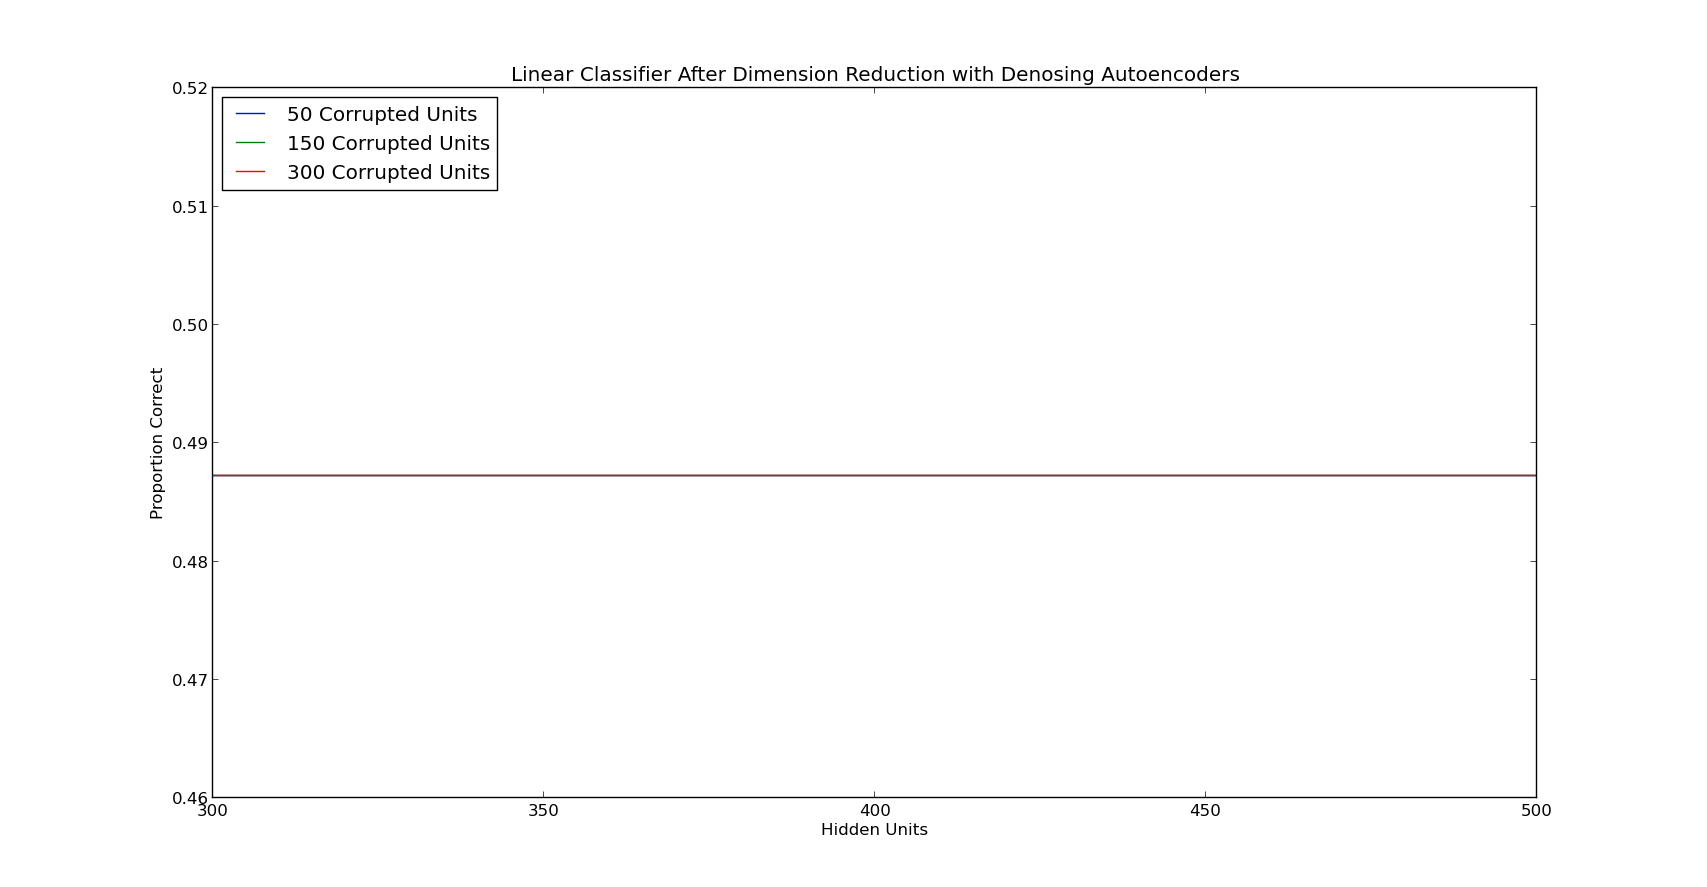 Linear Classifier After Dimension Reduction with Denosing Autoencoders
0.52
50 Corrupted Units
150 Corrupted Units
300 Corrupted Units
0.51
0.50
0.49
0.48
0.47
0.46
Proportion Correct
300 350 400 450 500
Hidden Units